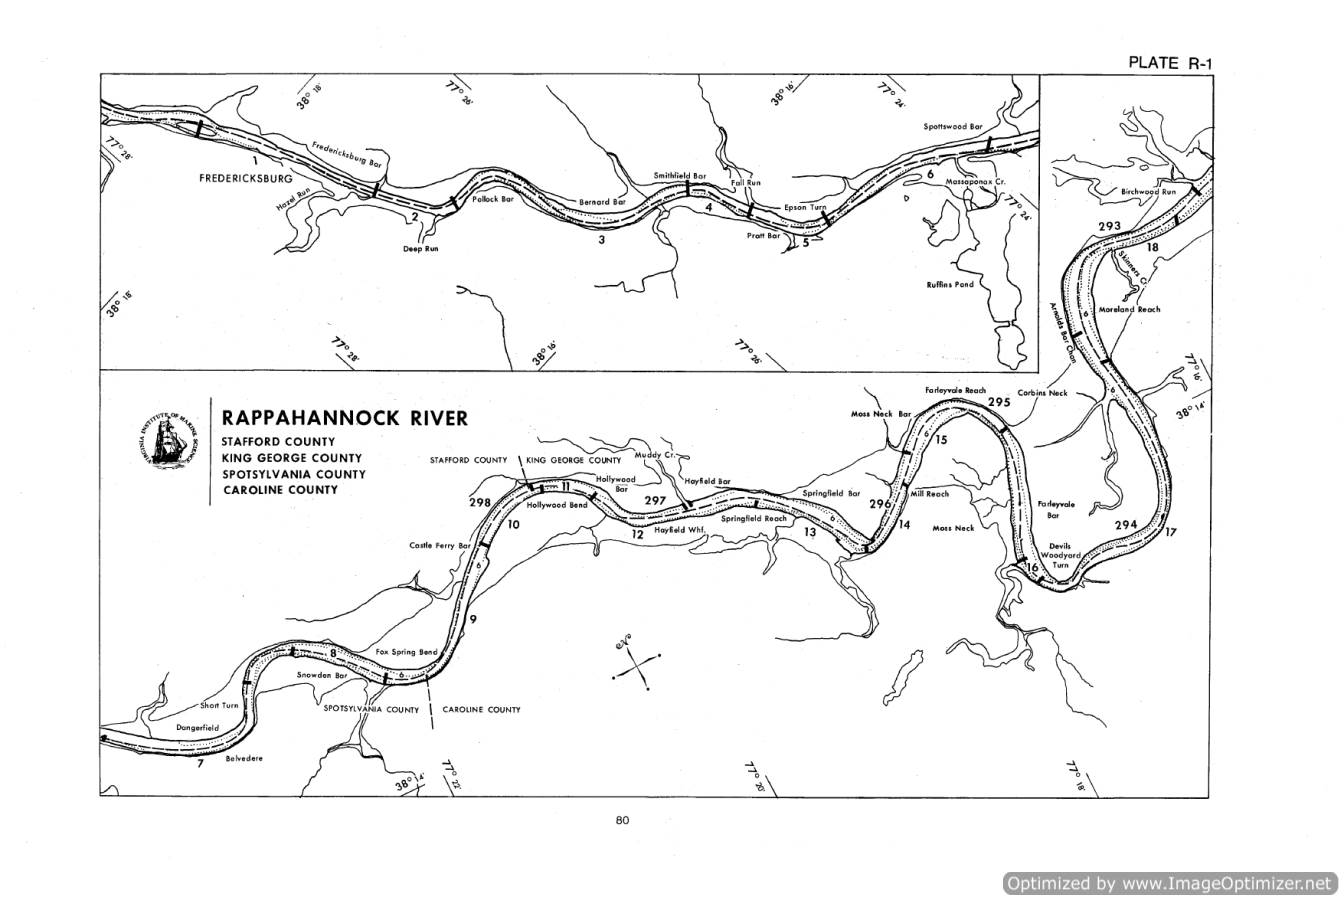 PLATE R-1
38° 18'
77° 26'
38° 16'
77° 24'
77° 28'
Spottswood Bar
Fredericksburg Bar
1
FREDERICKSBURG
Hazel Run
2
Deep Run
Pollock Bar
Bernard Bar
3
Smithfield Bar
Fall Run
4
Pratt Bar
Epson Turn
5
6
Massaponax Cr.
77° 24'
Ruffins Pond
38° 18'
77° 28'
38° 16'
77° 26'
Birchwood Run
293
18
Skinners Cr.
6
Moreland Reach
Arnolds Bar Chan
6
77° 16'
38° 14'
VIRGINIA INSTITUTE OF MARINE SCIENCE
RAPPAHANNOCK RIVER
STAFFORD COUNTY
KING GEORGE COUNTY
SPOTSYLVANIA COUNTY
CAROLINE COUNTY
STAFFORD COUNTY
KING GEORGE COUNTY
Muddy Cr.
Farleyvale Reach
295
Corbins Neck
Moss Neck Bar
6
15
298
10
11
Hollywood Bar
Hollywood Bend
297
Hayfield Bar
12
Hayfield Whf.
Springfield Reach
Springfield Bar
6
13
296
Mill Reach
14
Moss Neck
Farleyvale Bar
294
17
Devils Woodyard Turn
16
Castle Ferry Bar
6
9
Fox Spring Bend
8
6
Snowden Bar
SPOTSYLVANIA COUNTY
CAROLINE COUNTY
Short Turn
Dangerfield
7
Belvedere
N
38° 14'
77° 22'
77° 20'
77° 18'
80
Optimized by www.ImageOptimizer.net